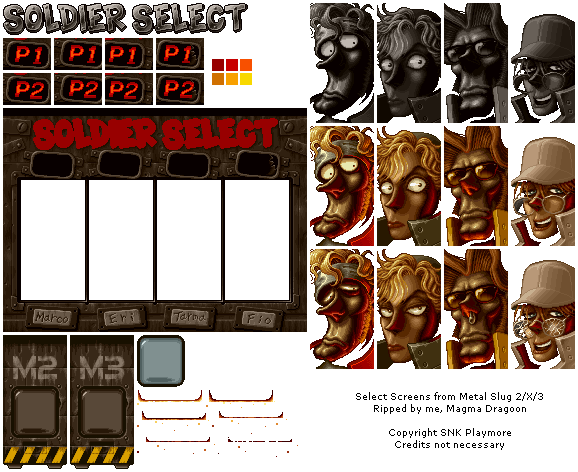 SOLDIER SELECT
P1 P1 P1 P1
P2 P2 P2 P2
SOLDIER SELECT
Marco Eri Tarma Fio
M2 M3
Select Screens from Metal Slug 2/X/3
Ripped by me, Magma Dragoon
Copyright SNK Playmore
Credits not necessary